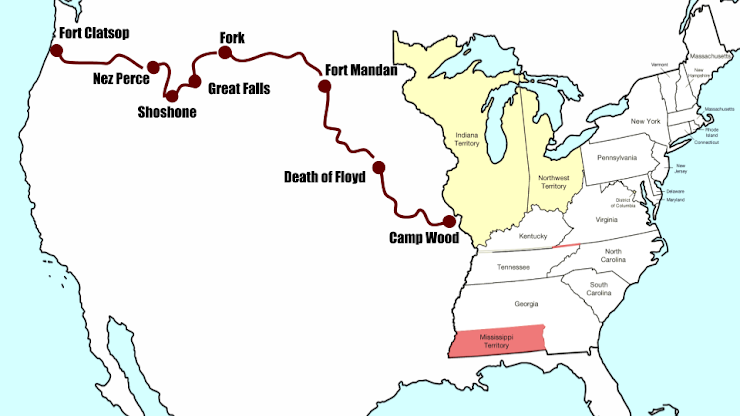 Fort Clatsop
Fork
Nez Perce
Great Falls
Shoshone
Fort Mandan
Death of Floyd
Camp Wood
Indiana
Territory
Northwest
Territory
Vermont
Massachusetts
New
Hampshire
New York
Massachusetts
Rhode
Island
Connecticut
Pennsylvania
New
Jersey
Delaware
Maryland
District
of Columbia
Virginia
Kentucky
North
Carolina
Tennessee
South
Carolina
Georgia
Mississippi
Territory